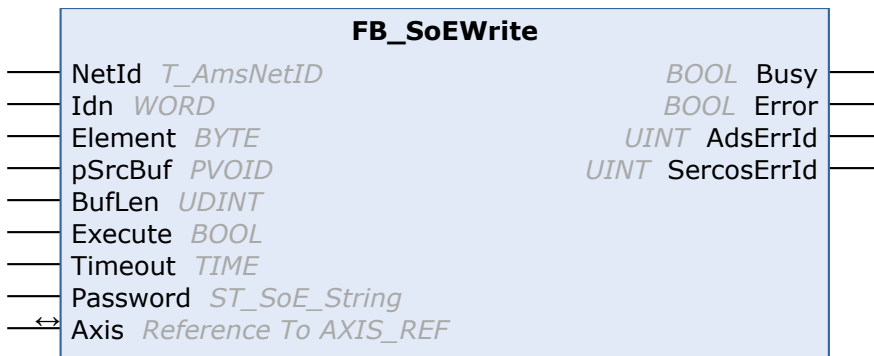 FB_SoEWrite
NetId T_AmsNetID BOOL Busy
Idn WORD BOOL Error
Element BYTE UINT AdsErrId
pSrcBuf PVOID UINT SercosErrId
BufLen UDINT
Execute BOOL
Timeout TIME
Password ST_SoE_String
↔ Axis Reference To AXIS_REF